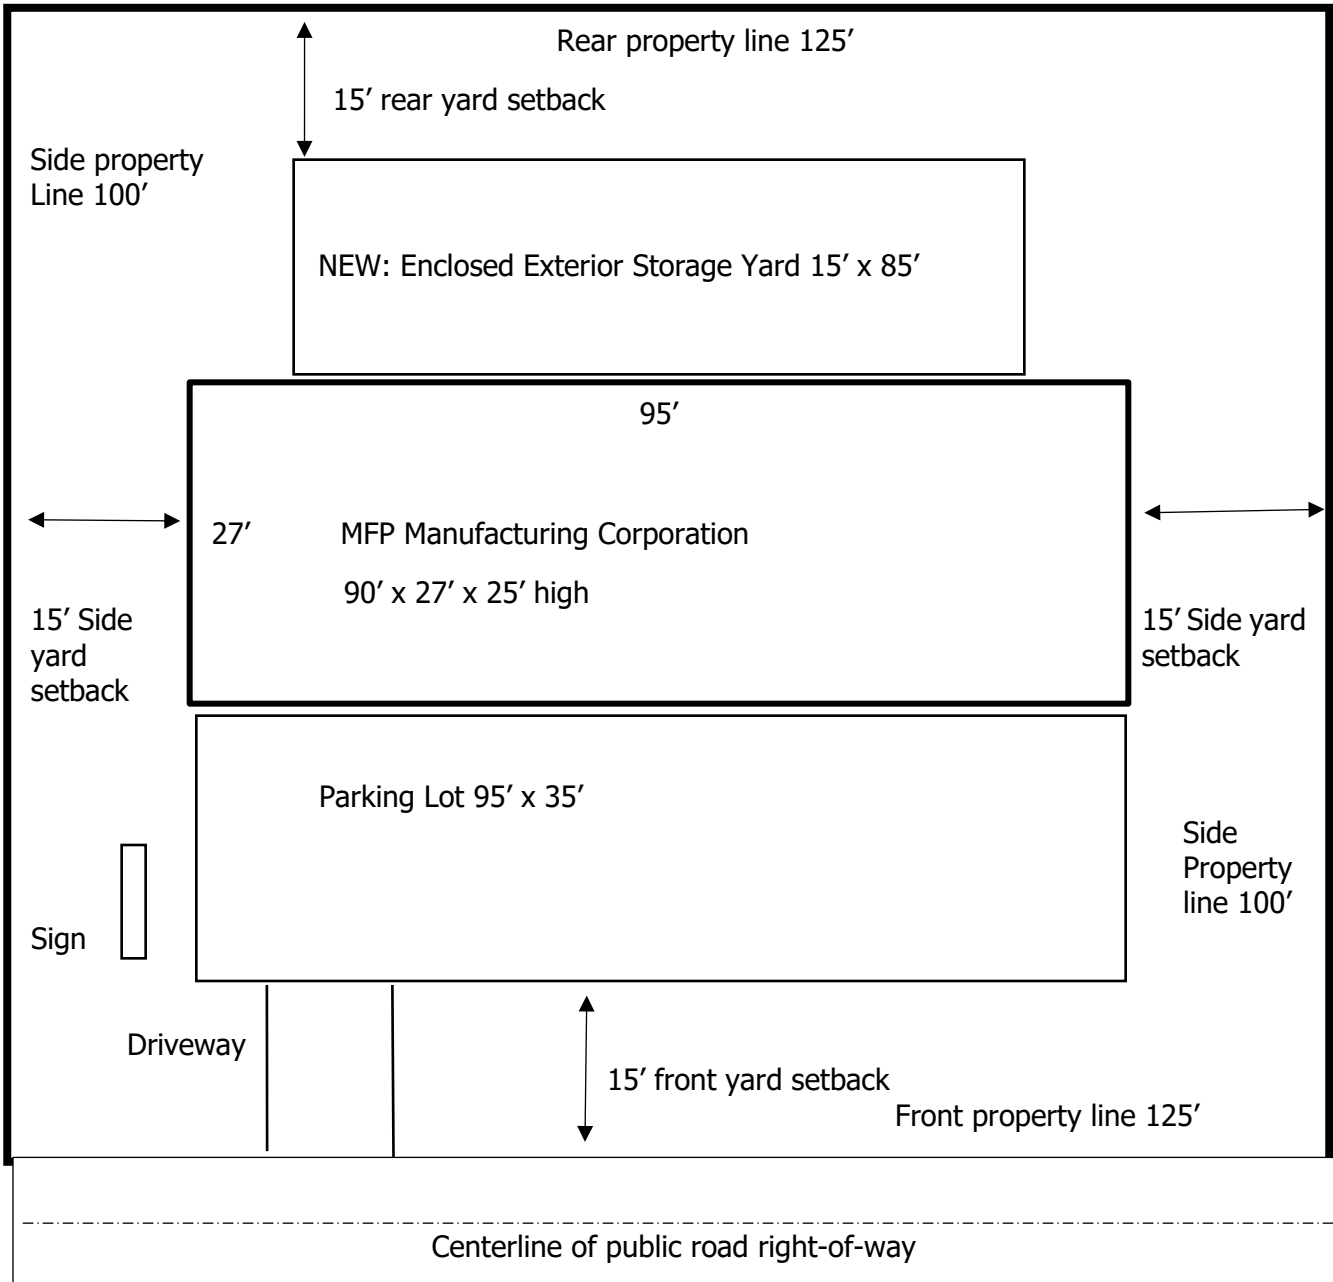 Rear property line 125′
15′ rear yard setback
Side property
Line 100′
NEW: Enclosed Exterior Storage Yard 15′ x 85′
95′
27′
MFP Manufacturing Corporation
90′ x 27′ x 25′ high
15′ Side
yard
setback
15′ Side yard
setback
Parking Lot 95′ x 35′
Side
Property
line 100′
Sign
Driveway
15′ front yard setback
Front property line 125′
Centerline of public road right-of-way